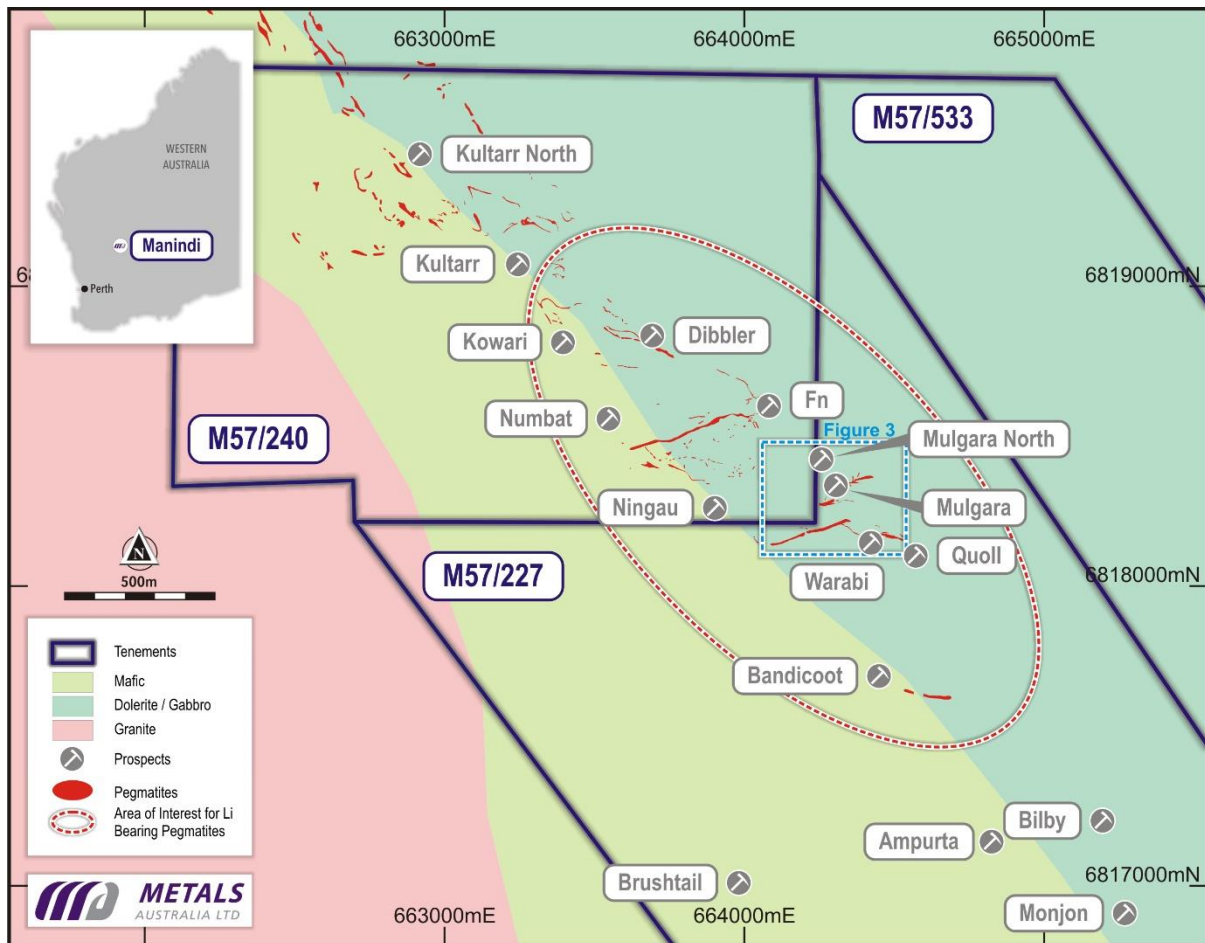 663000mE
664000mE
665000mE
WESTERN
AUSTRALIA
Manindi
Perth
M57/533
Kultarr North
Kultarr
68
6819000mN
Kowari
Dibbler
Numbat
Fn
M57/240
Figure 3
Mulgara North
Mulgara
Ningau
Quoll
Warabi
M57/227
6818000mN
N
500m
Bandicoot
Tenements
Mafic
Dolerite / Gabbro
Granite
Prospects
Pegmatites
Area of Interest for Li
Bearing Pegmatites
Bilby
Ampurta
Brushtail
6817000mN
Monjon
METALS
AUSTRALIA LTD
663000mE
664000mE